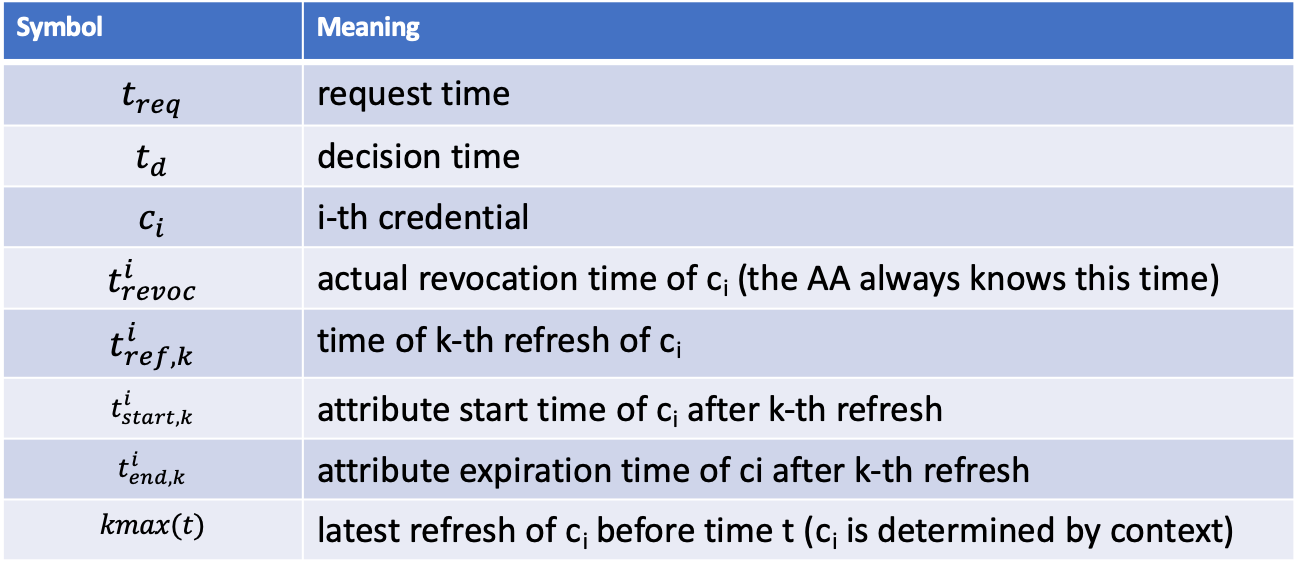 Symbol Meaning
t_req request time
t_d decision time
c_i i-th credential
t^i_revoc actual revocation time of c_i (the AA always knows this time)
t^i_ref,k time of k-th refresh of c_i
t^i_start,k attribute start time of c_i after k-th refresh
t^i_end,k attribute expiration time of ci after k-th refresh
kmax(t) latest refresh of c_i before time t (c_i is determined by context)